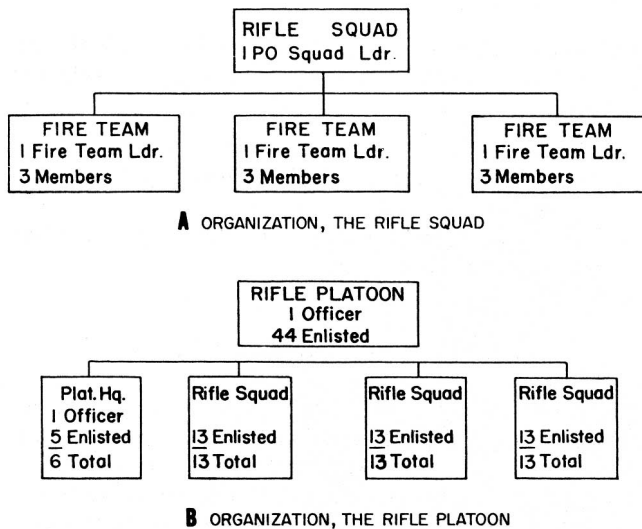 RIFLE SQUAD
1 PO Squad Ldr.
FIRE TEAM
1 Fire Team Ldr.
3 Members
FIRE TEAM
1 Fire Team Ldr.
3 Members
FIRE TEAM
1 Fire Team Ldr.
3 Members
A ORGANIZATION, THE RIFLE SQUAD
RIFLE PLATOON
1 Officer
44 Enlisted
Plat. Hq.
1 Officer
5 Enlisted
6 Total
Rifle Squad
13 Enlisted
13 Total
Rifle Squad
13 Enlisted
13 Total
Rifle Squad
13 Enlisted
13 Total
B ORGANIZATION, THE RIFLE PLATOON